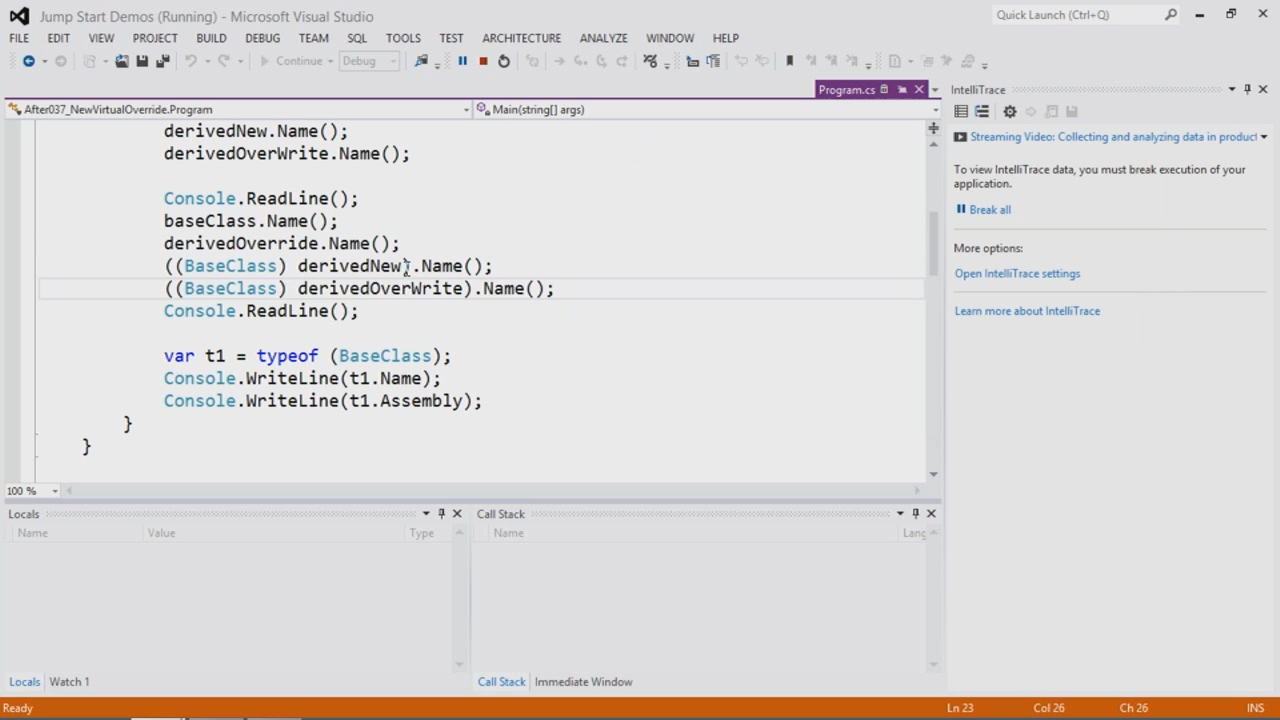 Jump Start Demos (Running) - Microsoft Visual Studio
Quick Launch (Ctrl+Q)
FILE EDIT VIEW PROJECT BUILD DEBUG TEAM SQL TOOLS TEST ARCHITECTURE ANALYZE WINDOW HELP
Continue Debug
Program.cs
IntelliTrace
After037_NewVirtualOverride.Program
Main(string[] args)
derivedNew.Name();
derivedOverWrite.Name();
Console.ReadLine();
baseClass.Name();
derivedOverride.Name();
((BaseClass) derivedNew).Name();
((BaseClass) derivedOverWrite).Name();
Console.ReadLine();
var t1 = typeof (BaseClass);
Console.WriteLine(t1.Name);
Console.WriteLine(t1.Assembly);
}
}
Streaming Video: Collecting and analyzing data in product
To view IntelliTrace data, you must break execution of your
application.
Break all
More options:
Open IntelliTrace settings
Learn more about IntelliTrace
100 %
Locals
Name Value Type
Call Stack
Name Lang
Locals Watch 1
Call Stack Immediate Window
Ready Ln 23 Col 26 Ch 26 INS